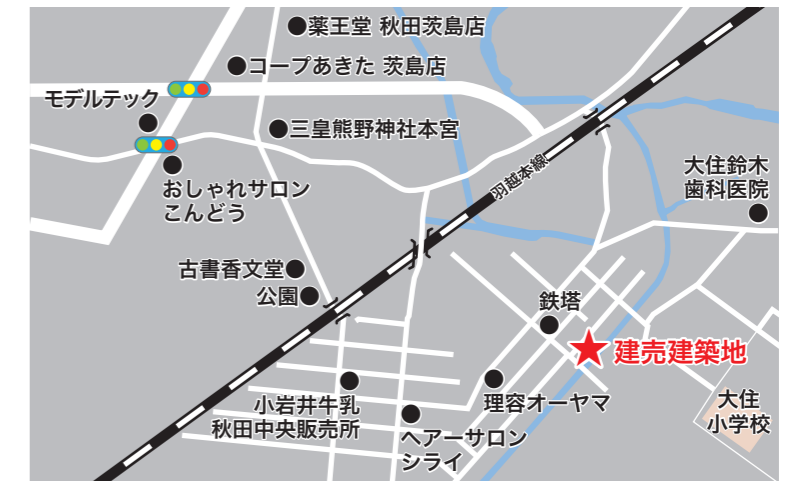 薬王堂 秋田茨島店
コープあきた 茨島店
モデルテック
三皇熊野神社本宮
おしゃれサロン
こんどう
羽越本線
大住鈴木
歯科医院
古書香文堂
公園
鉄塔
建売建築地
小岩井牛乳
秋田中央販売所
理容オーヤマ
ヘアーサロン
シライ
大住
小学校